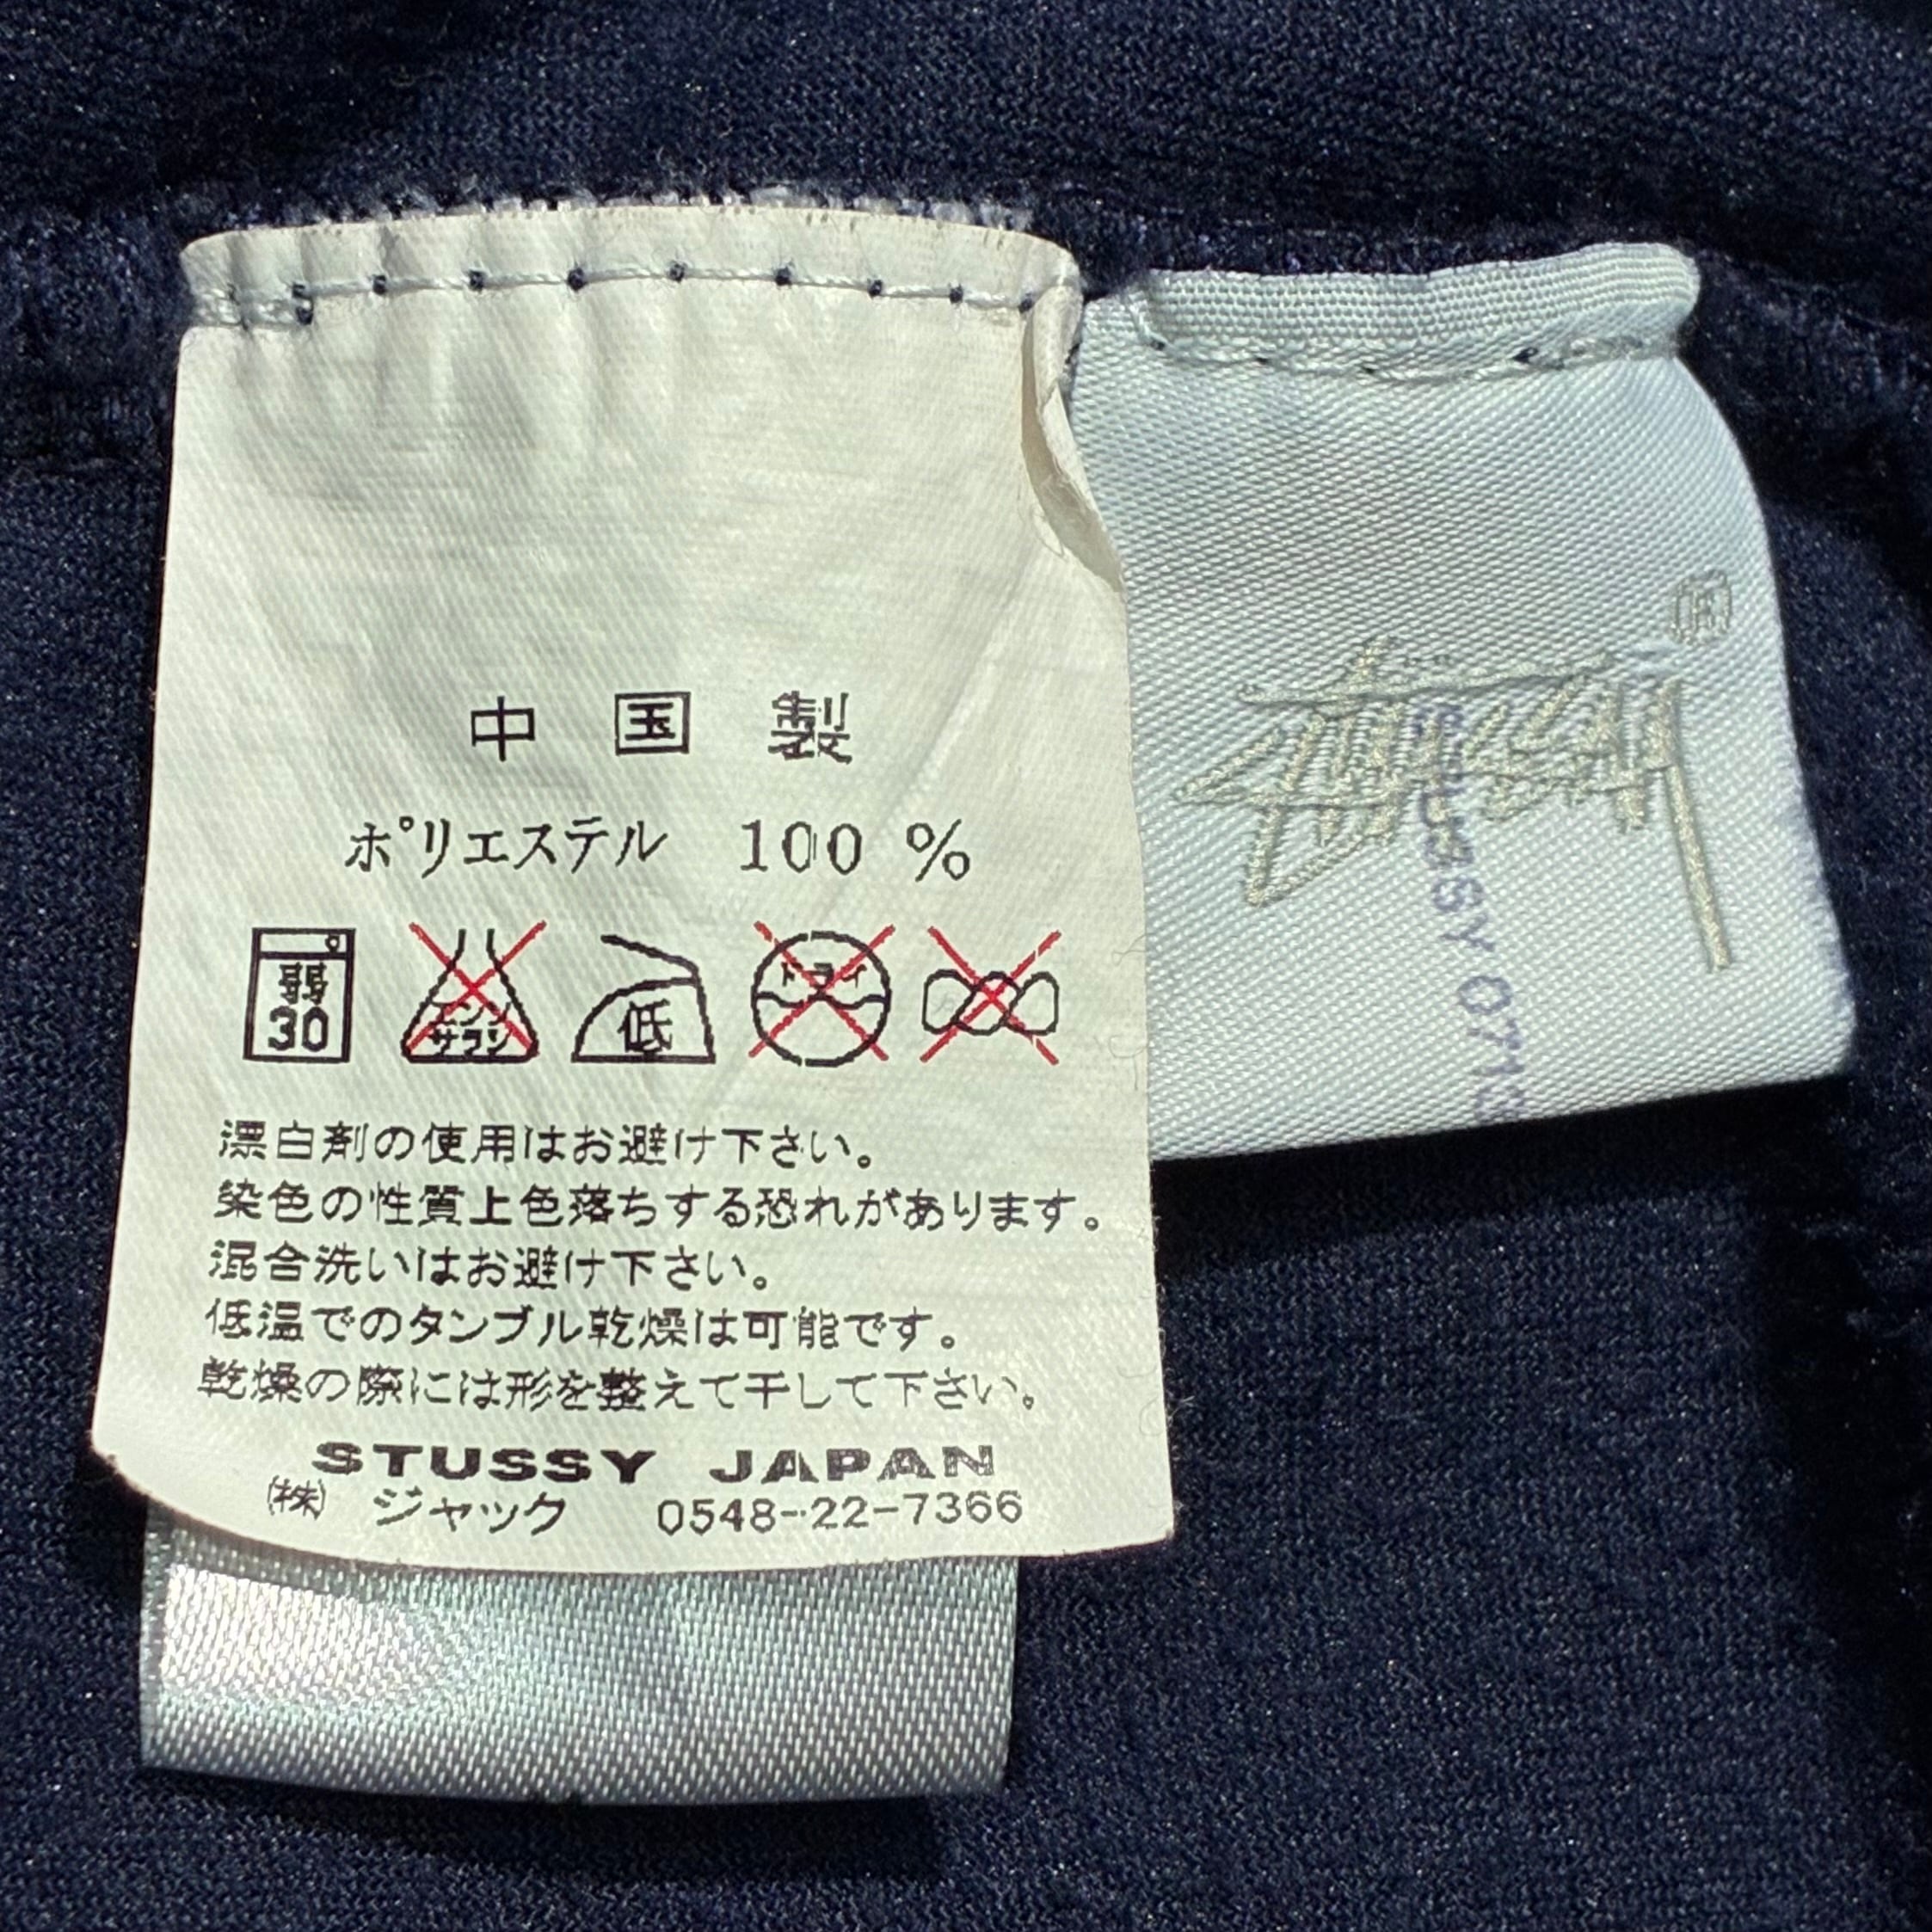 中国製
ポリエステル 100 %
弱 30
エンソ サラシ
低
ドライ
漂白剤の使用はお避け下さい。
染色の性質上色落ちする恐れがあります。
混合洗いはお避け下さい。
低温でのタンブル乾燥は可能です。
乾燥の際には形を整えて干して下さい。
STUSSY JAPAN
(株) ジャック 0548-22-7366
®
Stüssy
STUSSY